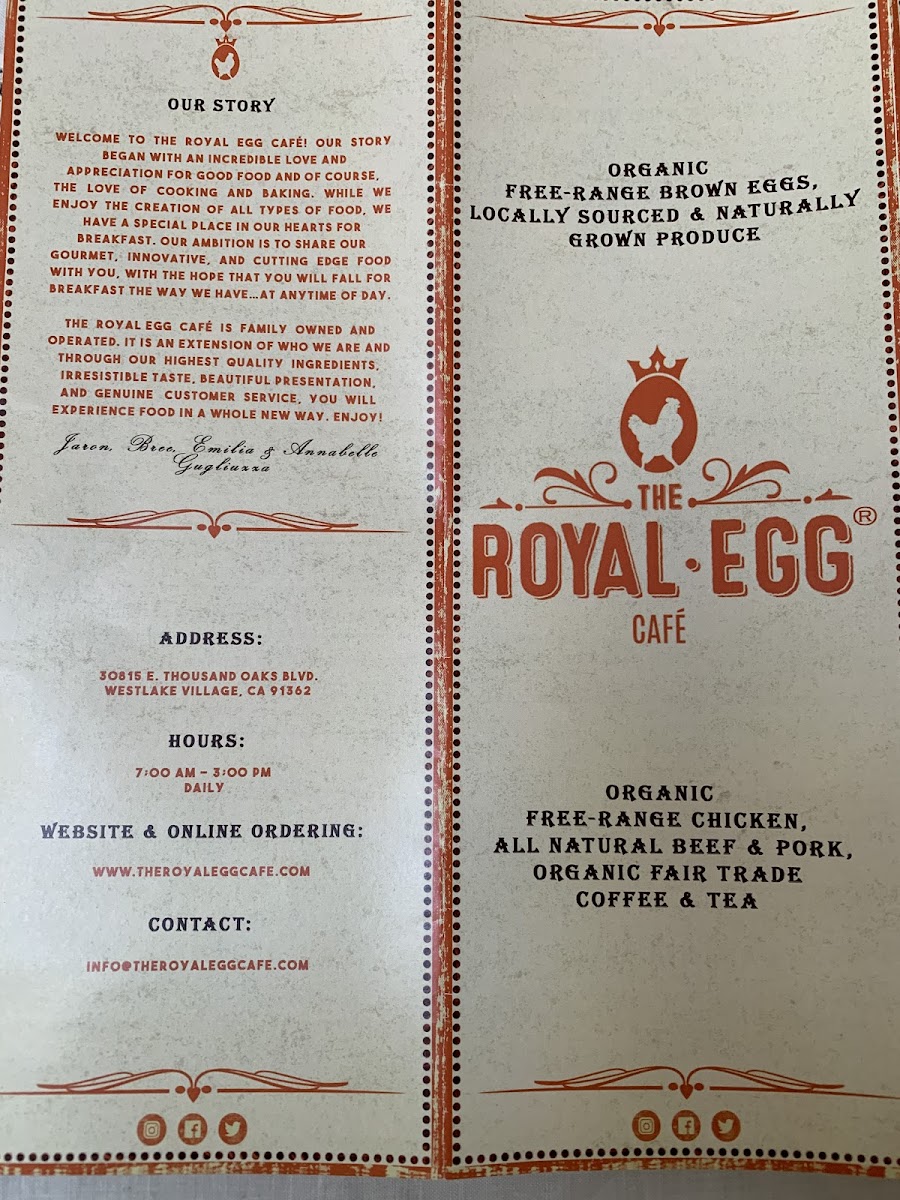 OUR STORY
WELCOME TO THE ROYAL EGG CAFÉ! OUR STORY
BEGAN WITH AN INCREDIBLE LOVE AND
APPRECIATION FOR GOOD FOOD AND OF COURSE,
THE LOVE OF COOKING AND BAKING. WHILE WE
ENJOY THE CREATION OF ALL TYPES OF FOOD, WE
HAVE A SPECIAL PLACE IN OUR HEARTS FOR
BREAKFAST. OUR AMBITION IS TO SHARE OUR
GOURMET, INNOVATIVE, AND CUTTING EDGE FOOD
WITH YOU, WITH THE HOPE THAT YOU WILL FALL FOR
BREAKFAST THE WAY WE HAVE...AT ANYTIME OF DAY.
THE ROYAL EGG CAFÉ IS FAMILY OWNED AND
OPERATED. IT IS AN EXTENSION OF WHO WE ARE AND
THROUGH OUR HIGHEST QUALITY INGREDIENTS,
IRRESISTIBLE TASTE, BEAUTIFUL PRESENTATION,
AND GENUINE CUSTOMER SERVICE, YOU WILL
EXPERIENCE FOOD IN A WHOLE NEW WAY. ENJOY!
Jaron, Bree, Emilia & Annabelle
Gugliuzza
ADDRESS:
30815 E. THOUSAND OAKS BLVD.
WESTLAKE VILLAGE, CA 91362
HOURS:
7:00 AM - 3:00 PM
DAILY
WEBSITE & ONLINE ORDERING:
WWW.THEROYALEGGCAFE.COM
CONTACT:
INFO@THEROYALEGGCAFE.COM
ORGANIC
FREE-RANGE BROWN EGGS,
LOCALLY SOURCED & NATURALLY
GROWN PRODUCE
THE
ROYAL·EGG®
CAFÉ
ORGANIC
FREE-RANGE CHICKEN,
ALL NATURAL BEEF & PORK,
ORGANIC FAIR TRADE
COFFEE & TEA